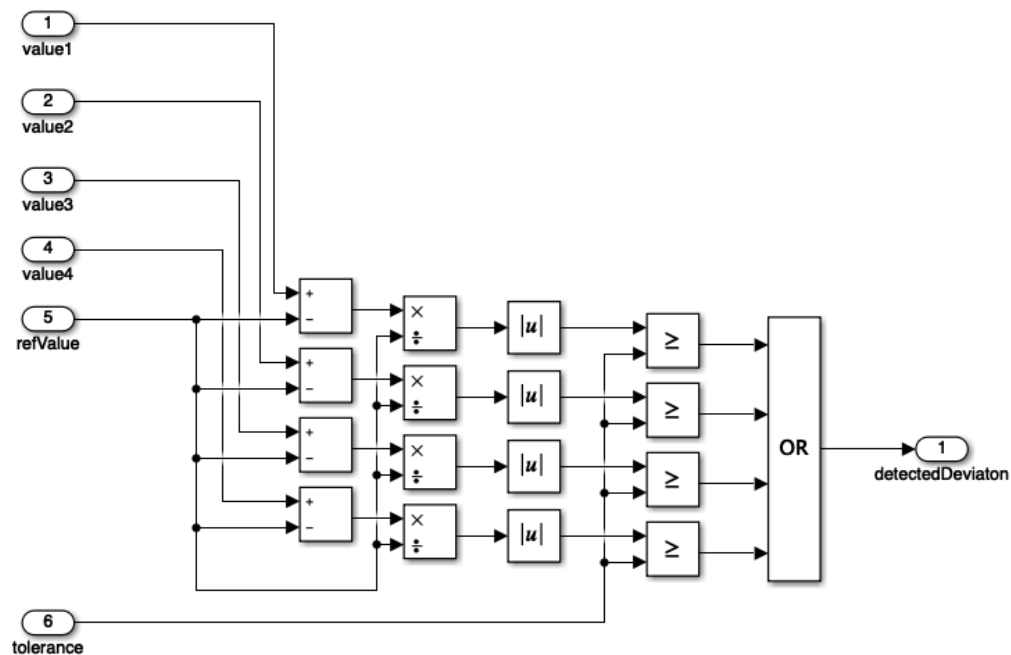 1
value1
2
value2
3
value3
4
value4
5
refValue
6
tolerance
+
−
+
−
+
−
+
−
×
÷
×
÷
×
÷
×
÷
|u|
|u|
|u|
|u|
≥
≥
≥
≥
OR
1
detectedDeviaton